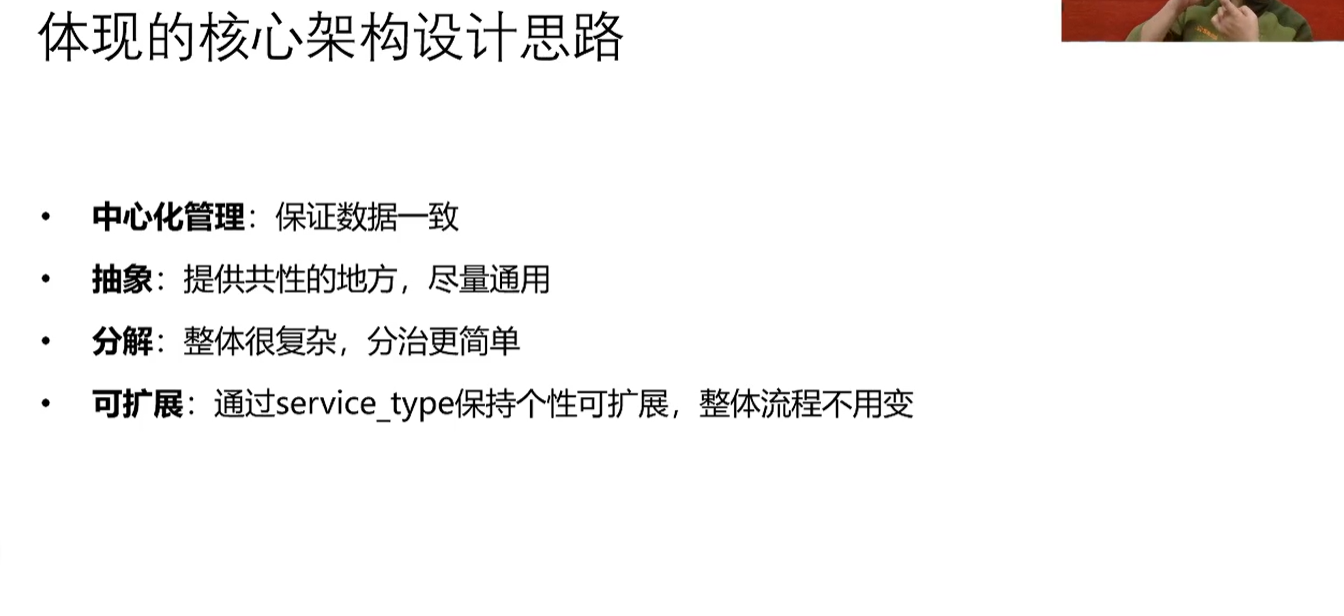 体现的核心架构设计思路
• 中心化管理：保证数据一致
• 抽象：提供共性的地方，尽量通用
• 分解：整体很复杂，分治更简单
• 可扩展：通过service_type保持个性可扩展，整体流程不用变